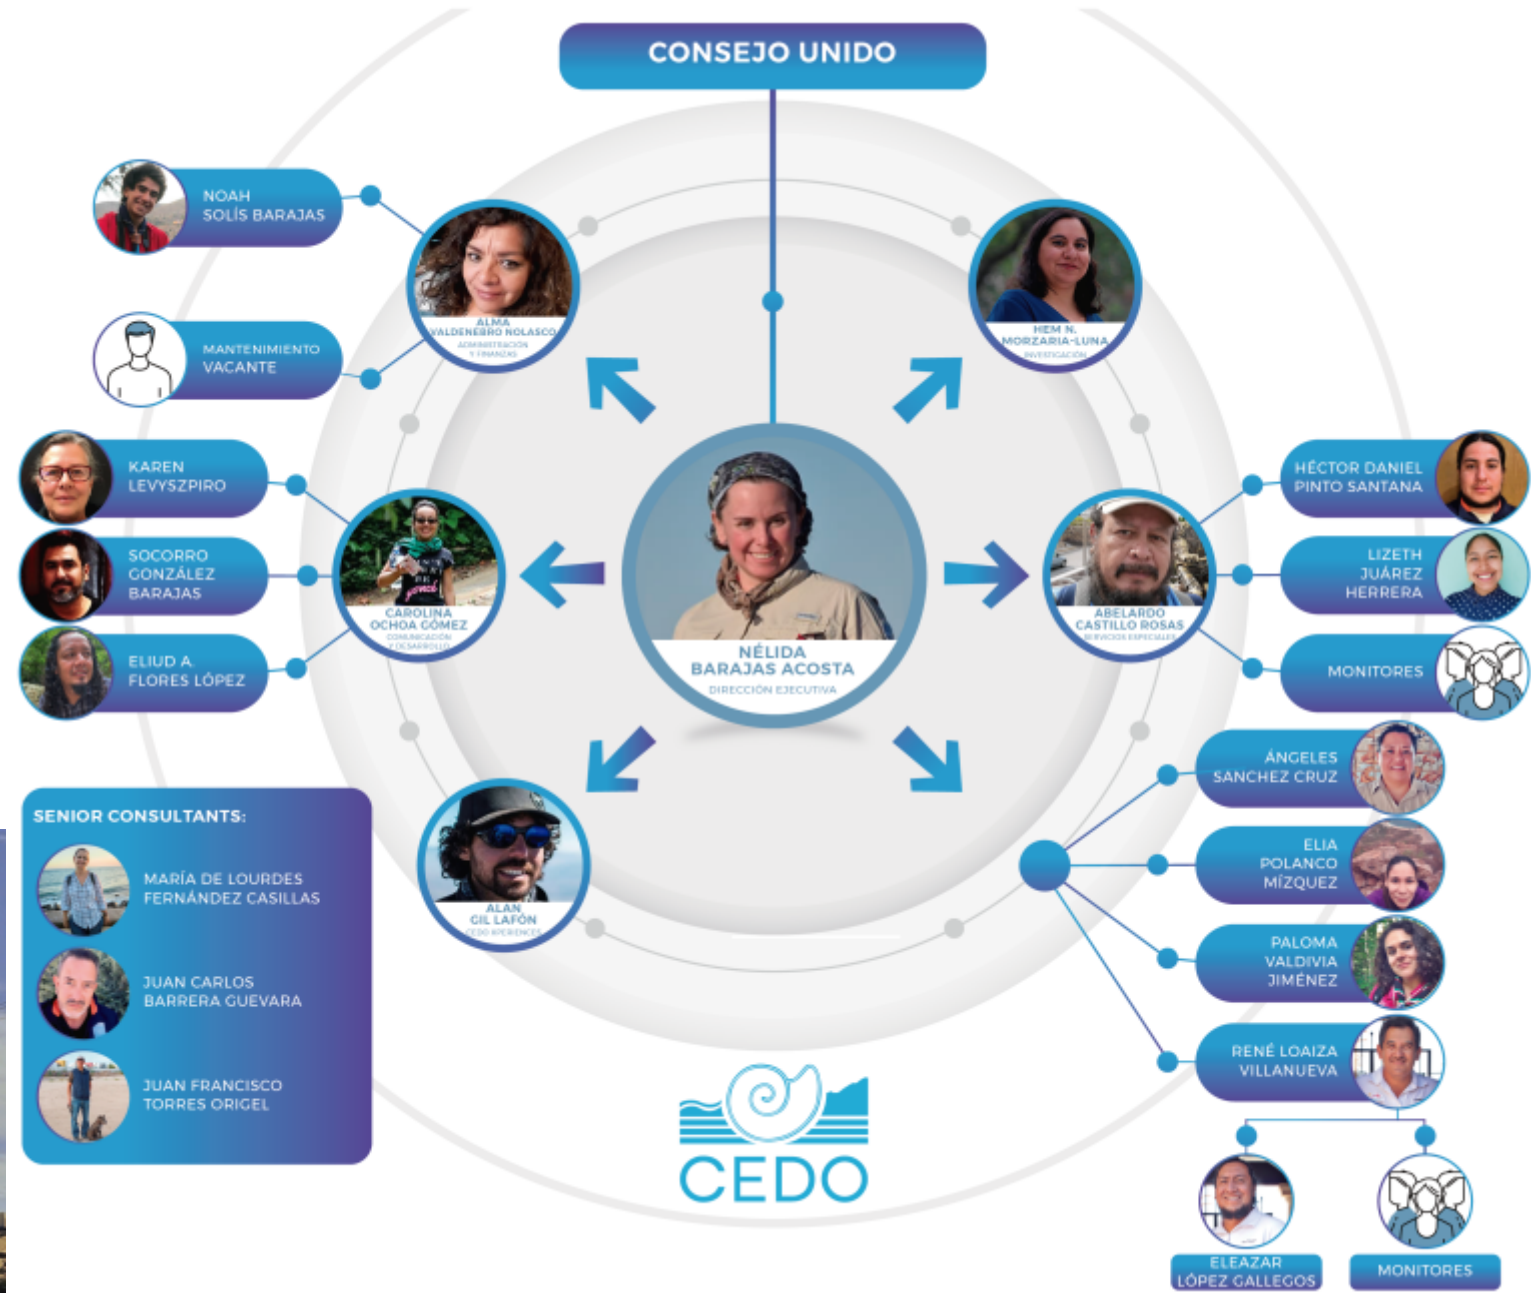 CONSEJO UNIDO
NOAH
SOLÍS BARAJAS
MANTENIMIENTO
VACANTE
ALMA
VALDENEBRO NOLASCO
ADMINISTRACIÓN
Y FINANZAS
HEM N.
MORZARIA-LUNA
INVESTIGACIÓN
KAREN
LEVYSZPIRO
SOCORRO
GONZÁLEZ
BARAJAS
ELIUD A.
FLORES LÓPEZ
CAROLINA
OCHOA GÓMEZ
COMUNICACIÓN
Y DESARROLLO
NÉLIDA
BARAJAS ACOSTA
DIRECCIÓN EJECUTIVA
ABELARDO
CASTILLO ROSAS
SERVICIOS ESPECIALES
HÉCTOR DANIEL
PINTO SANTANA
LIZETH
JUÁREZ
HERRERA
MONITORES
ALAN
GIL LAFÓN
CEDO XPERIENCES
ÁNGELES
SANCHEZ CRUZ
ELIA
POLANCO
MÍZQUEZ
PALOMA
VALDIVIA
JIMÉNEZ
RENÉ LOAIZA
VILLANUEVA
ELEAZAR
LÓPEZ GALLEGOS
MONITORES
SENIOR CONSULTANTS:
MARÍA DE LOURDES
FERNÁNDEZ CASILLAS
JUAN CARLOS
BARRERA GUEVARA
JUAN FRANCISCO
TORRES ORIGEL
CEDO